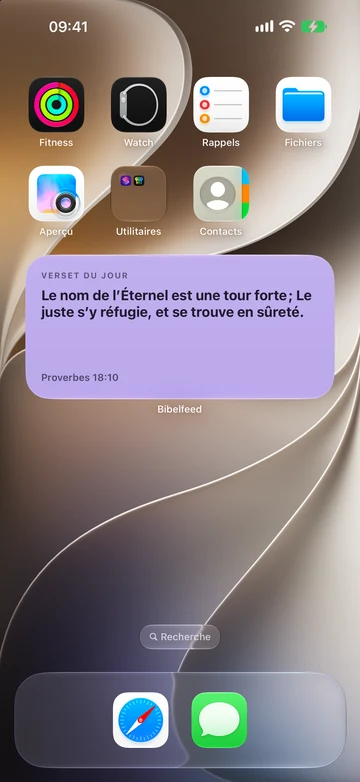 09:41
Fitness
Watch
Rappels
Fichiers
Aperçu
Utilitaires
Contacts
VERSET DU JOUR
Le nom de l’Éternel est une tour forte ; Le
juste s’y réfugie, et se trouve en sûreté.
Proverbes 18:10
Bibelfeed
Recherche